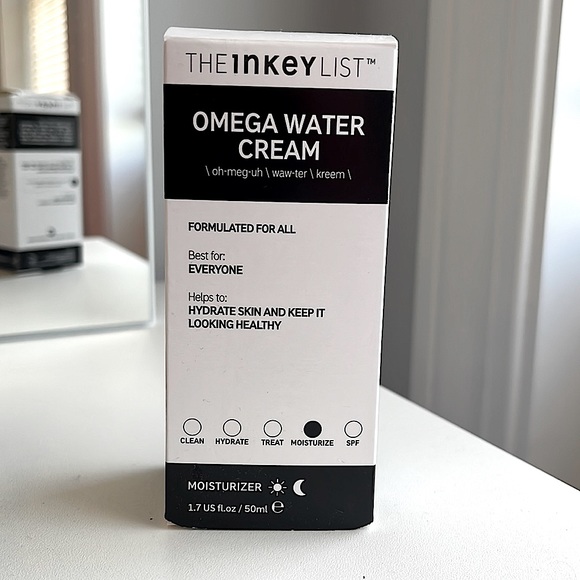 THE INKEY LIST™
OMEGA WATER
CREAM
\ oh-meg-uh \ waw-ter \ kreem \
FORMULATED FOR ALL
Best for:
EVERYONE
Helps to:
HYDRATE SKIN AND KEEP IT
LOOKING HEALTHY
CLEAN HYDRATE TREAT MOISTURIZE SPF
MOISTURIZER
1.7 US fl.oz / 50ml ℮